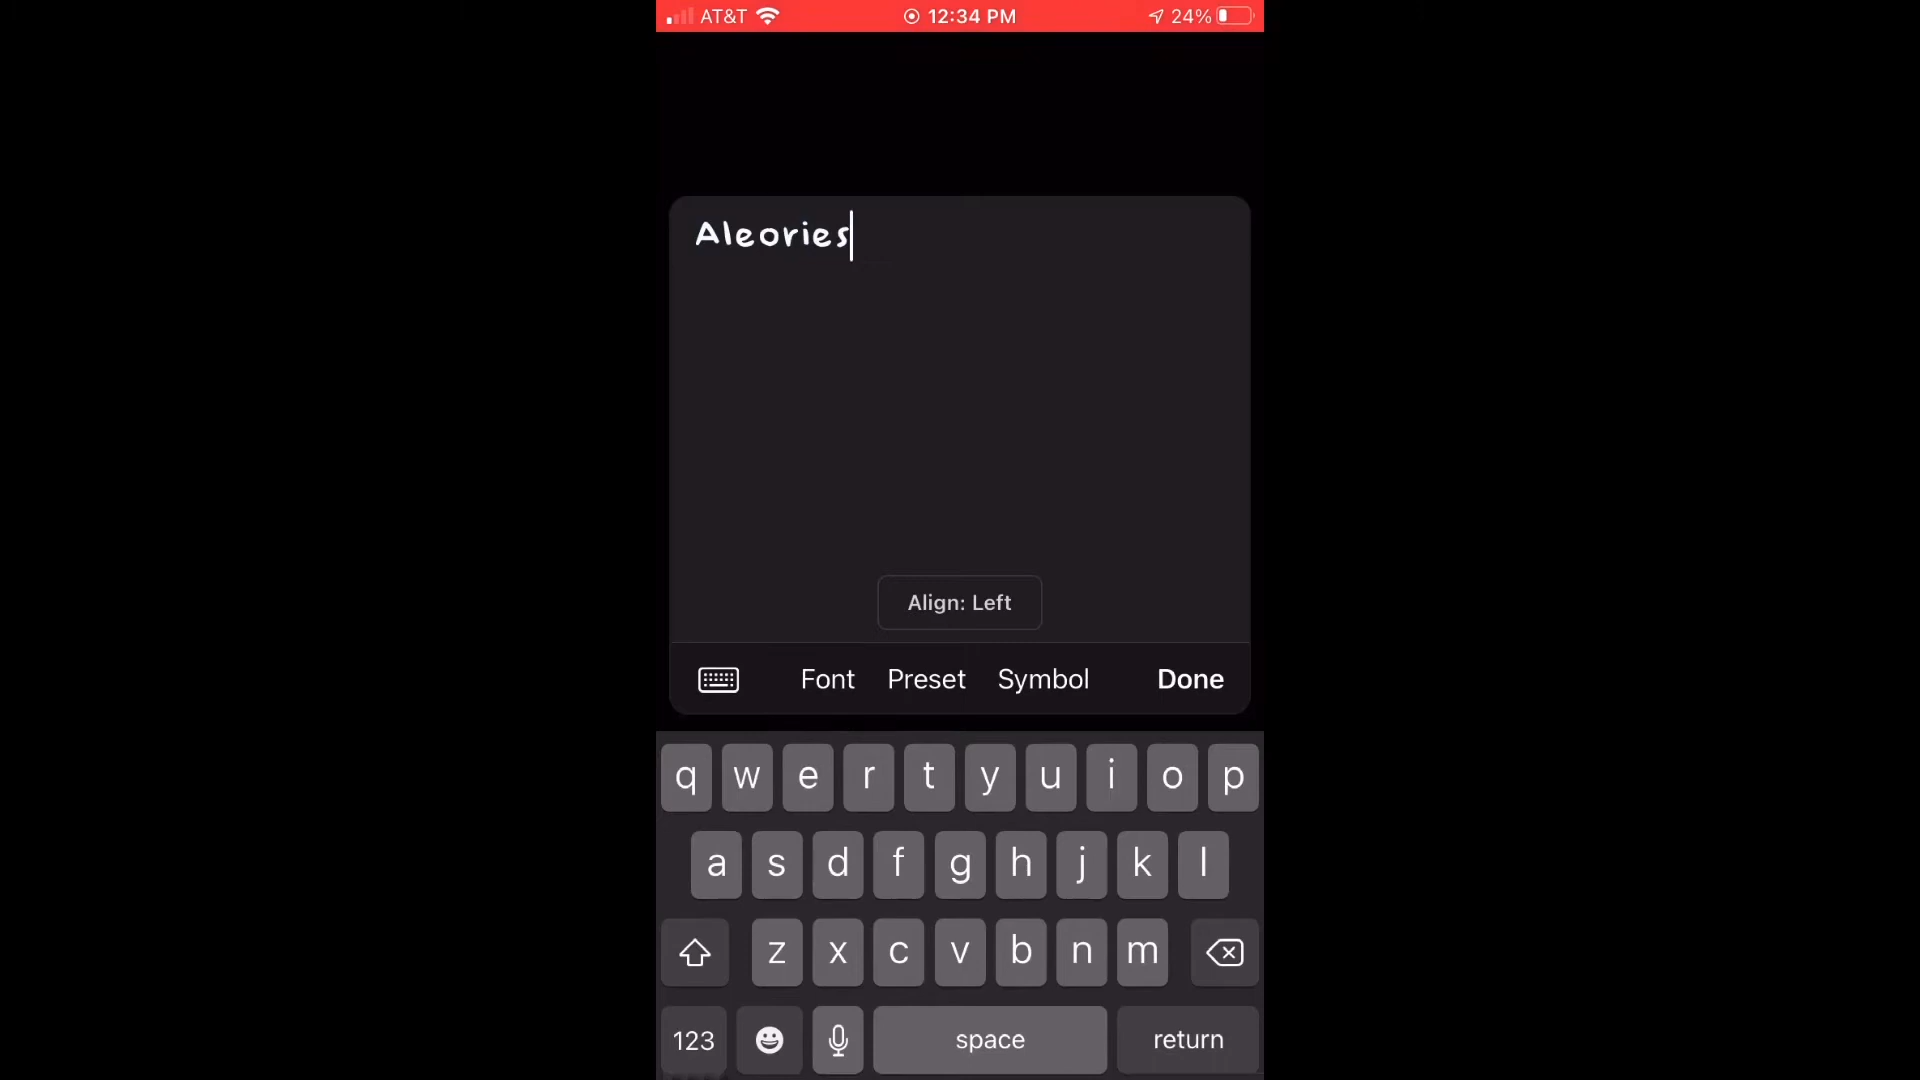 AT&T 12:34 PM 24%
Aleories
Align: Left
Font Preset Symbol Done
q w e r t y u i o p
a s d f g h j k l
z x c v b n m
123 space return